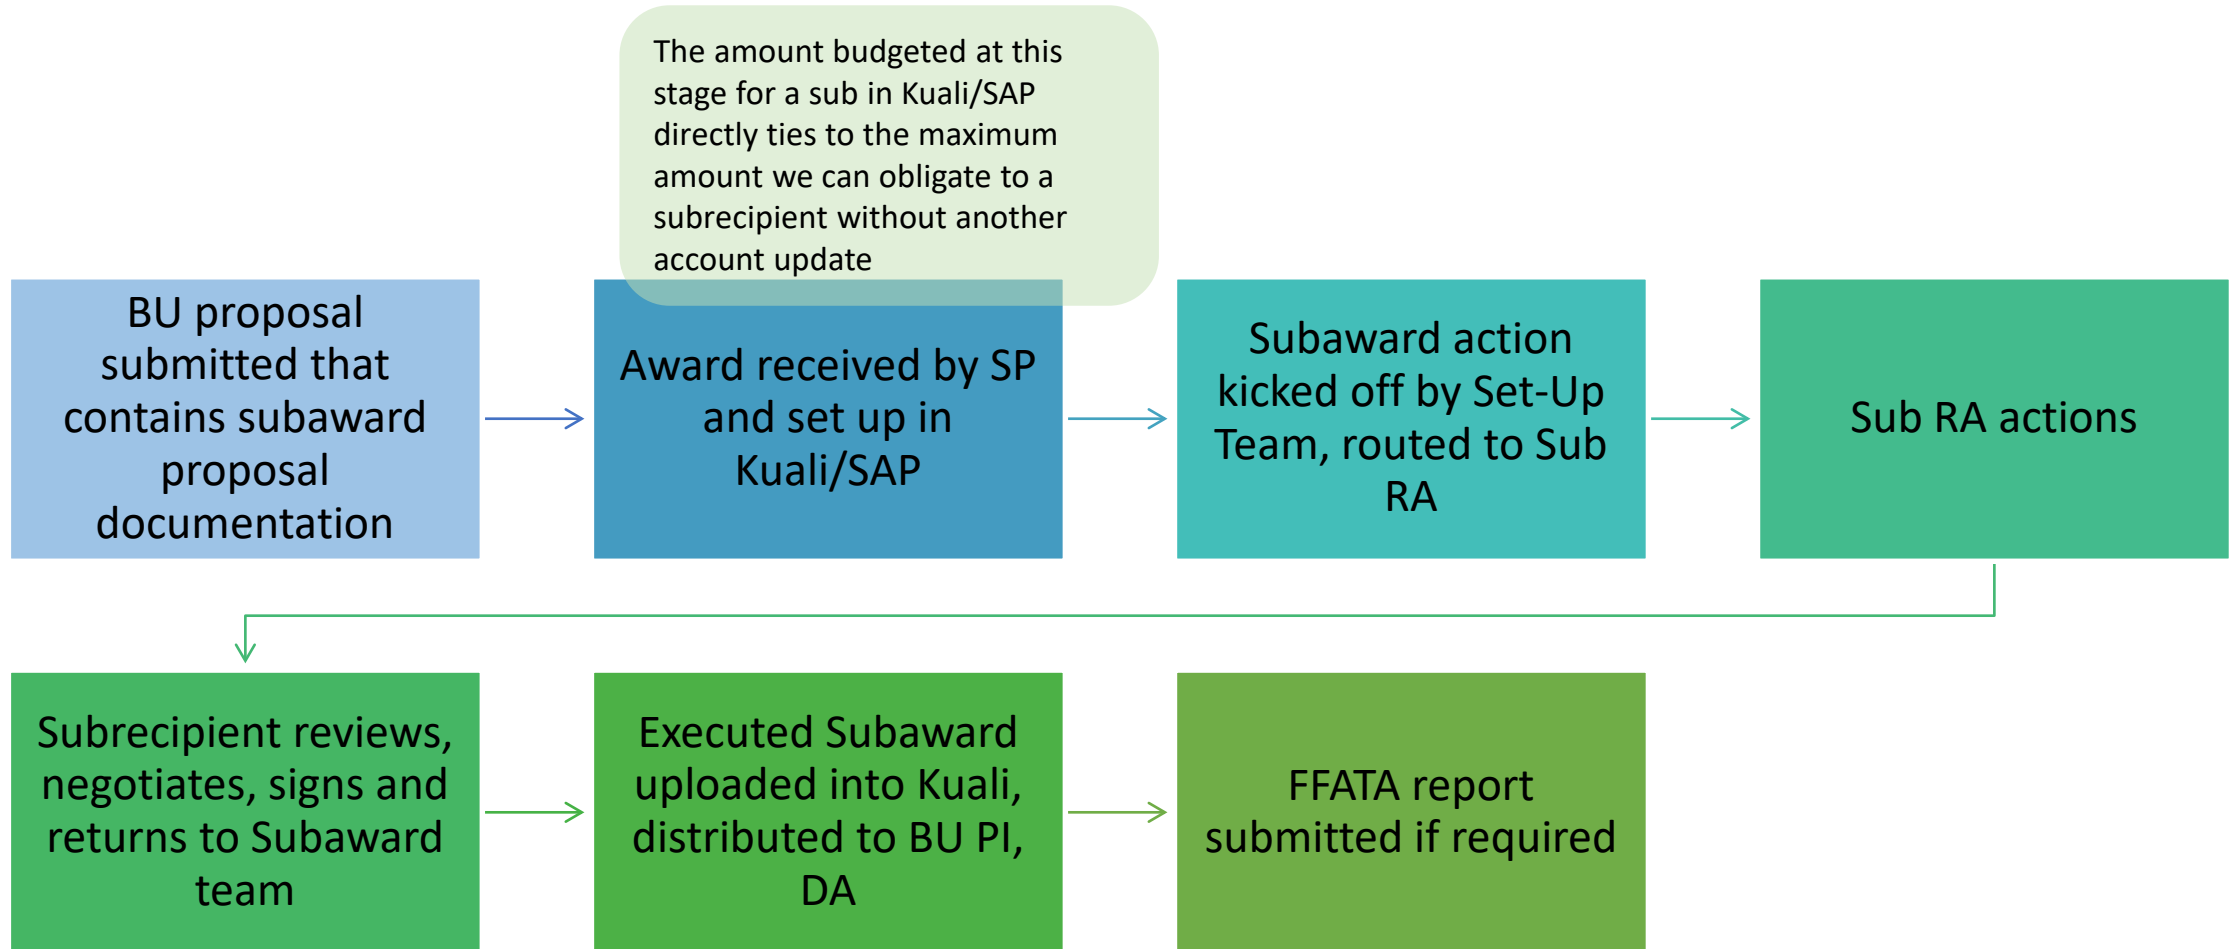 The amount budgeted at this
stage for a sub in Kuali/SAP
directly ties to the maximum
amount we can obligate to a
subrecipient without another
account update
BU proposal
submitted that
contains subaward
proposal
documentation
Award received by SP
and set up in
Kuali/SAP
Subaward action
kicked off by Set-Up
Team, routed to Sub
RA
Sub RA actions
Subrecipient reviews,
negotiates, signs and
returns to Subaward
team
Executed Subaward
uploaded into Kuali,
distributed to BU PI,
DA
FFATA report
submitted if required